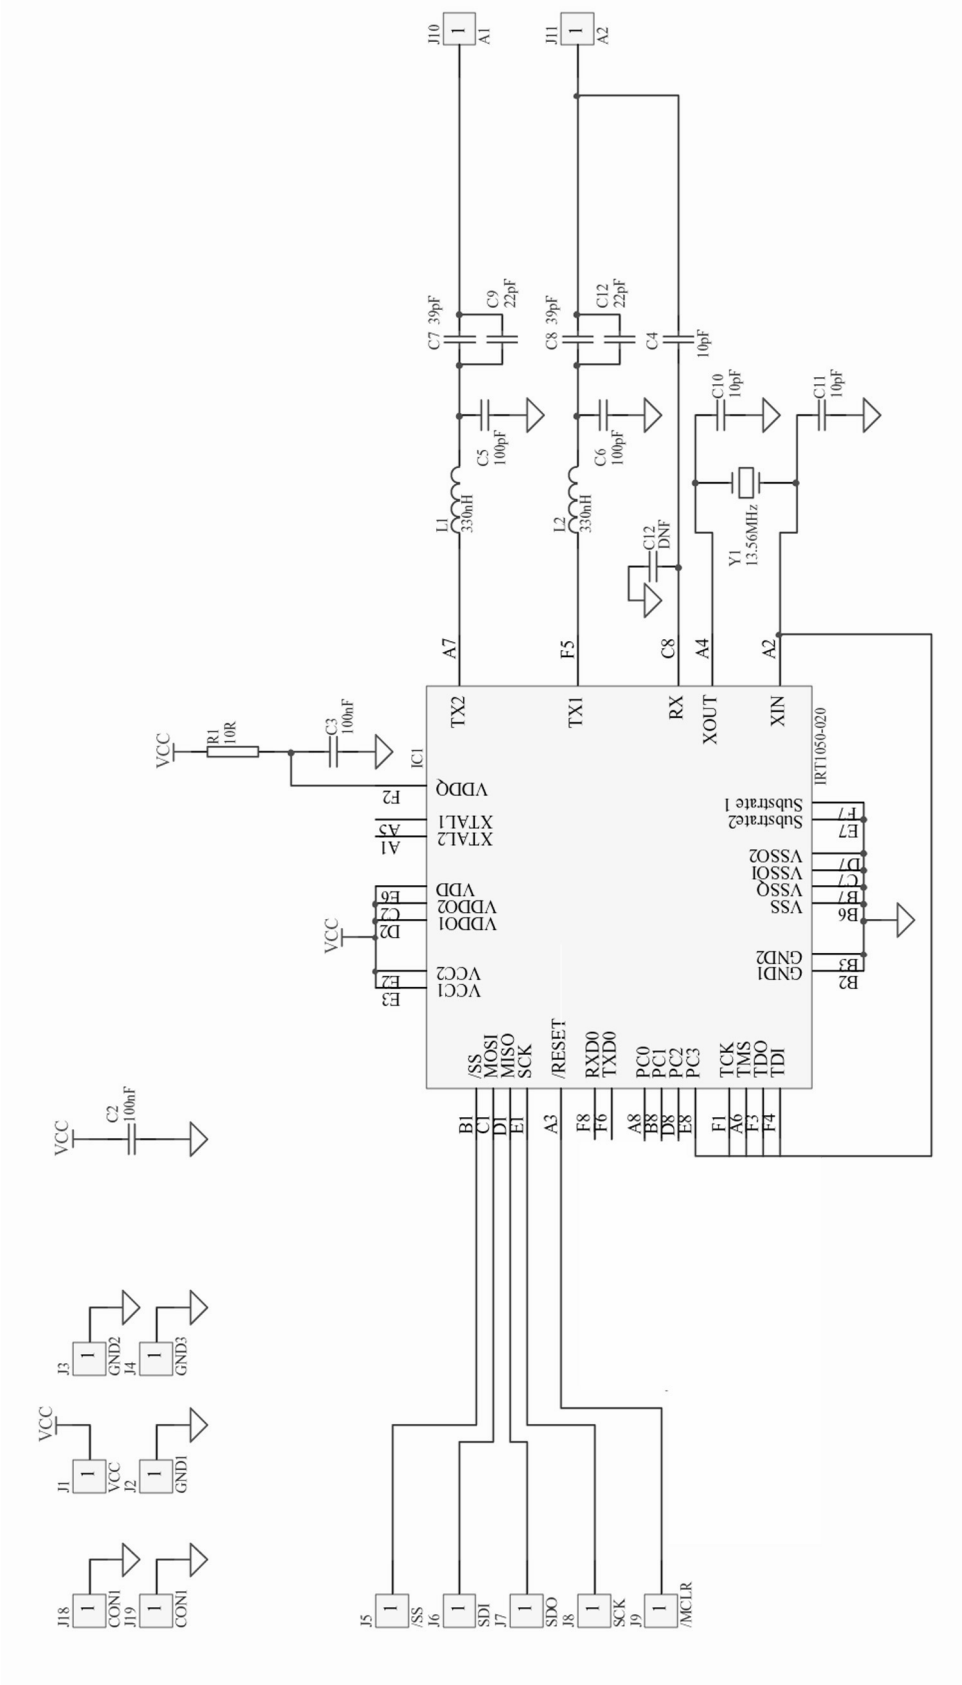 J10
1
A1
J11
1
A2
C7 39pF
C9
22pF
C8 39pF
C12
22pF
C4
10pF
C5
100pF
C6
100pF
C10
10pF
C11
10pF
L1
330nH
L2
330nH
C12
DNF
Y1
13.56MHz
A7
F5
C8
A4
A2
TX2
TX1
RX
XOUT
XIN
VCC
R1
10R
C3
100nF
IC1
IRT1050-020
F2
VDDQ
A5
XTAL1
A1
XTAL2
VCC
E6
VDD
C2
VDDO2
D2
VDDO1
E2
VCC2
E3
VCC1
Substrate 1
F7
Substrate2
E7
VSSO2
D7
VSSO1
C7
VSSQ
B7
VSS
B6
GND2
B3
GND1
B2
/SS
MOSI
MISO
SCK
/RESET
RXD0
TXD0
PC0
PC1
PC2
PC3
TCK
TMS
TDO
TDI
B1
C1
D1
E1
A3
F8
F6
A8
B8
D8
E8
F1
A6
F3
F4
VCC
C2
100nF
J3
1
GND2
J4
1
GND3
VCC
J1
1
VCC
J2
1
GND1
J18
1
CON1
J19
1
CON1
J5
1
/SS
J6
1
SDI
J7
1
SDO
J8
1
SCK
J9
1
/MCLR